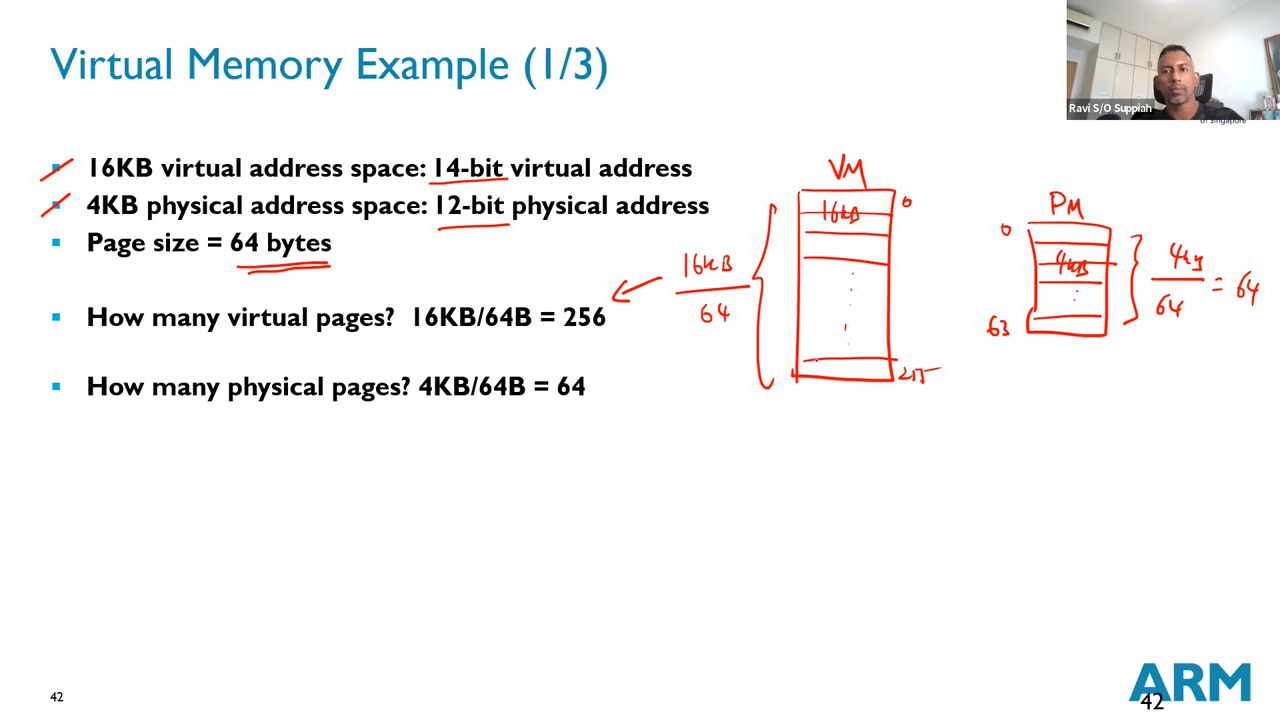 Virtual Memory Example (1/3)
Ravi S/O Suppiah
of Singapore
16KB virtual address space: 14-bit virtual address
4KB physical address space: 12-bit physical address
Page size = 64 bytes
How many virtual pages? 16KB/64B = 256
How many physical pages? 4KB/64B = 64
VM
0
16KB
16KB
64
255
PM
0
4KB
63
4KB
64
= 64
42
ARM
42